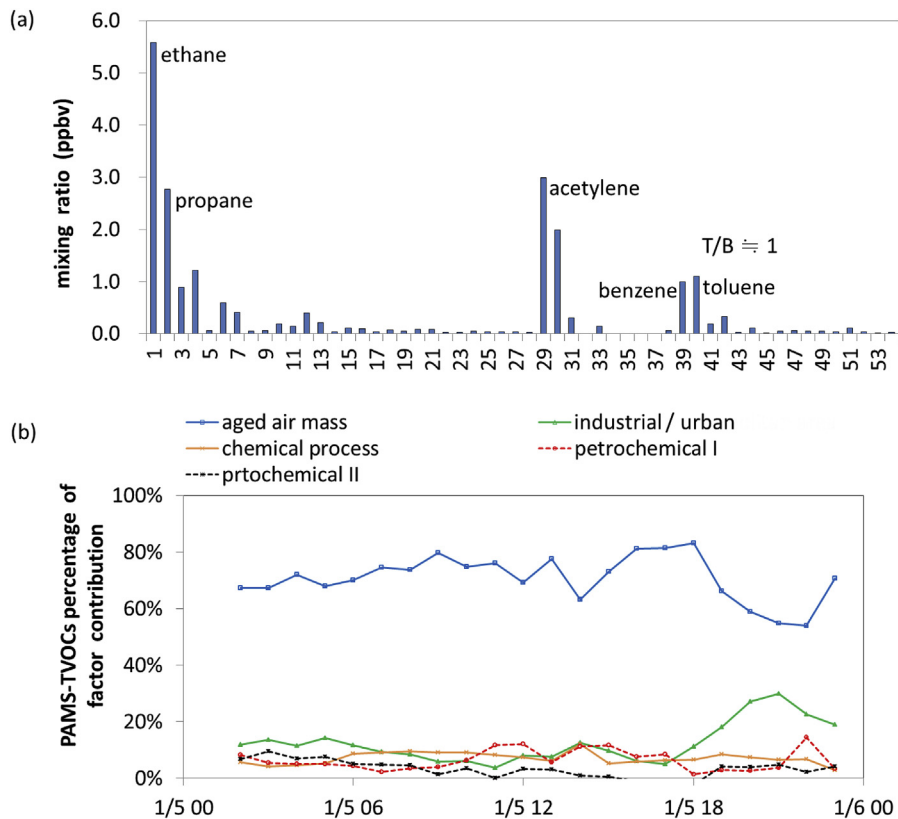 (a)
6.0
5.0
4.0
3.0
2.0
1.0
0.0
mixing ratio (ppbv)
ethane
propane
acetylene
T/B ≒ 1
benzene
toluene
1 3 5 7 9 11 13 15 17 19 21 23 25 27 29 31 33 35 37 39 41 43 45 47 49 51 53
(b)
aged air mass industrial / urban
chemical process petrochemical I
prtochemical II
PAMS-TVOCs percentage of
factor contribution
100%
80%
60%
40%
20%
0%
1/5 00 1/5 06 1/5 12 1/5 18 1/6 00